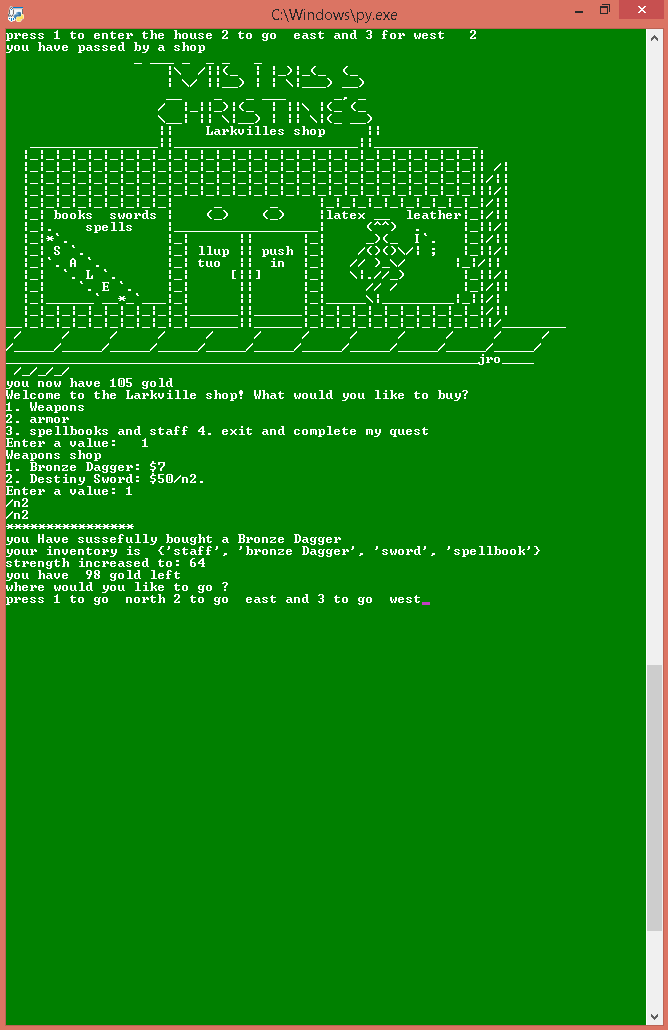 C:\Windows\py.exe
press 1 to enter the house 2 to go  east and 3 for west   2
you have passed by a shop
Larkvilles shop
books  swords
spells
latex
leather
S
A
L
E
llup
tuo
push
in
jro
you now have 105 gold
Welcome to the Larkville shop! What would you like to buy?
1. Weapons
2. armor
3. spellbooks and staff 4. exit and complete my quest
Enter a value:   1
Weapons shop
1. Bronze Dagger: $7
2. Destiny Sword: $50/n2.
Enter a value: 1
/n2
/n2
****************
you Have sussefully bought a Bronze Dagger
your inventory is  {'staff', 'bronze Dagger', 'sword', 'spellbook'}
strength increased to: 64
you have  98 gold left
where would you like to go ?
press 1 to go  north 2 to go  east and 3 to go  west